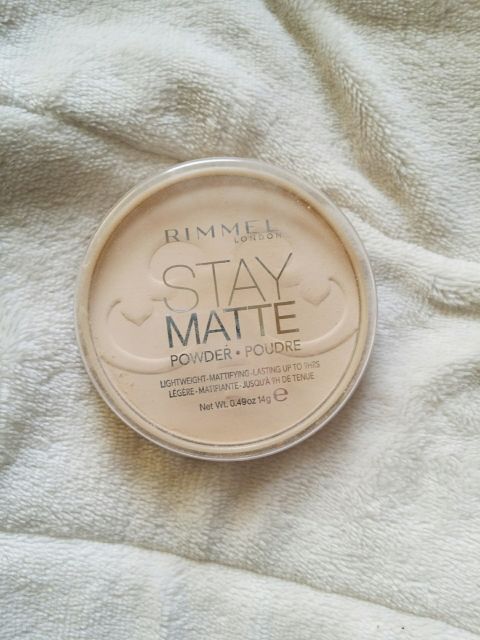 RIMMEL
LONDON
STAY
MATTE
POWDER • POUDRE
LIGHTWEIGHT-MATTIFYING-LASTING UP TO 5HRS
LÉGÈRE-MATIFIANTE-JUSQU'À 5H DE TENUE
Net Wt. 0.49oz 14g ℮